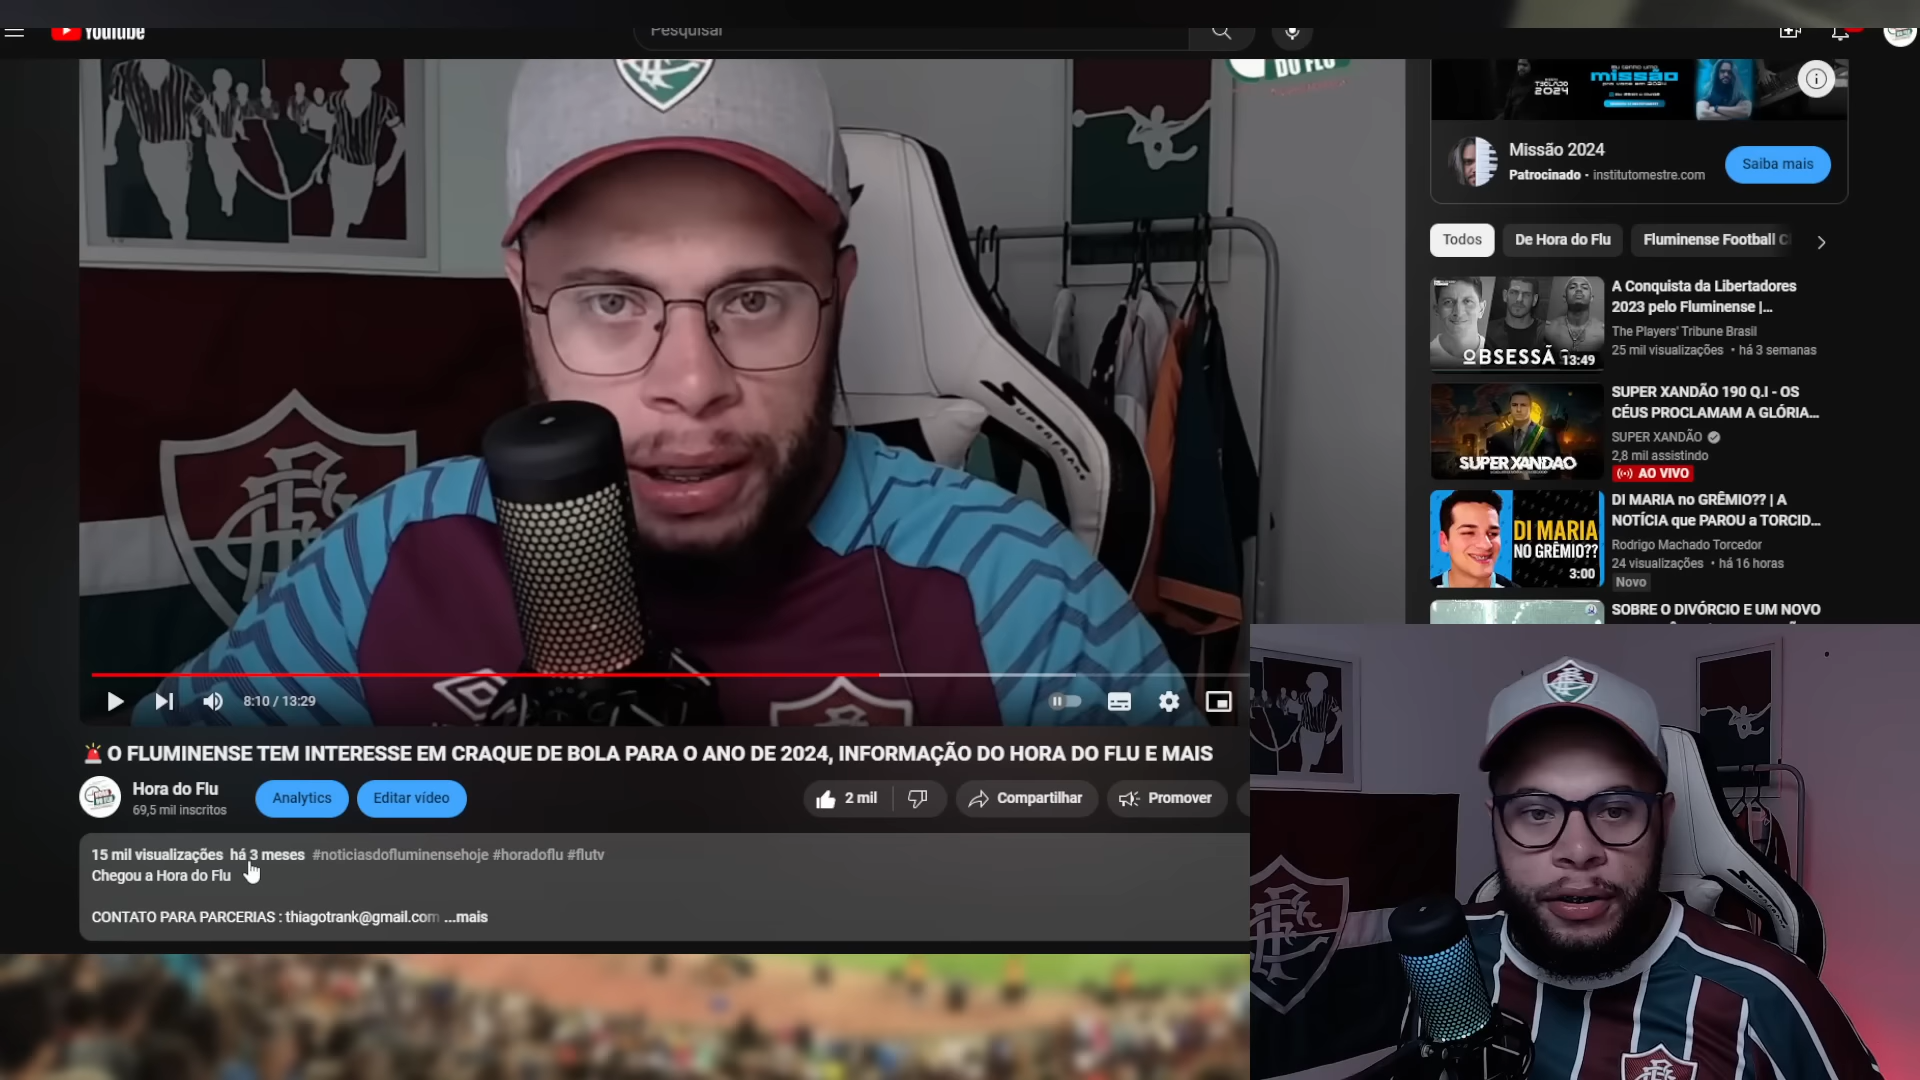 YouTube
Pesquisar
DO FLU
SUPERFRAME
8:10 / 13:29
🚨 O FLUMINENSE TEM INTERESSE EM CRAQUE DE BOLA PARA O ANO DE 2024, INFORMAÇÃO DO HORA DO FLU E MAIS
Hora do Flu
69,5 mil inscritos
Analytics
Editar vídeo
2 mil
Compartilhar
Promover
15 mil visualizações há 3 meses #noticiasdofluminensehoje #horadoflu #flutv
Chegou a Hora do Flu
CONTATO PARA PARCERIAS : thiagotrank@gmail.com ...mais
TECLADO
2024
missão
Missão 2024
Patrocinado · institutomestre.com
Saiba mais
Todos
De Hora do Flu
Fluminense Football C
OBSESSÃ
13:49
A Conquista da Libertadores
2023 pelo Fluminense |...
The Players' Tribune Brasil
25 mil visualizações • há 3 semanas
SUPER XANDÃO
SUPER XANDÃO 190 Q.I - OS
CÉUS PROCLAMAM A GLÓRIA...
SUPER XANDÃO
2,8 mil assistindo
AO VIVO
DI MARIA
NO GRÊMIO??
3:00
DI MARIA no GRÊMIO?? | A
NOTÍCIA que PAROU a TORCID...
Rodrigo Machado Torcedor
24 visualizações • há 16 horas
Novo
SOBRE O DIVÓRCIO E UM NOVO